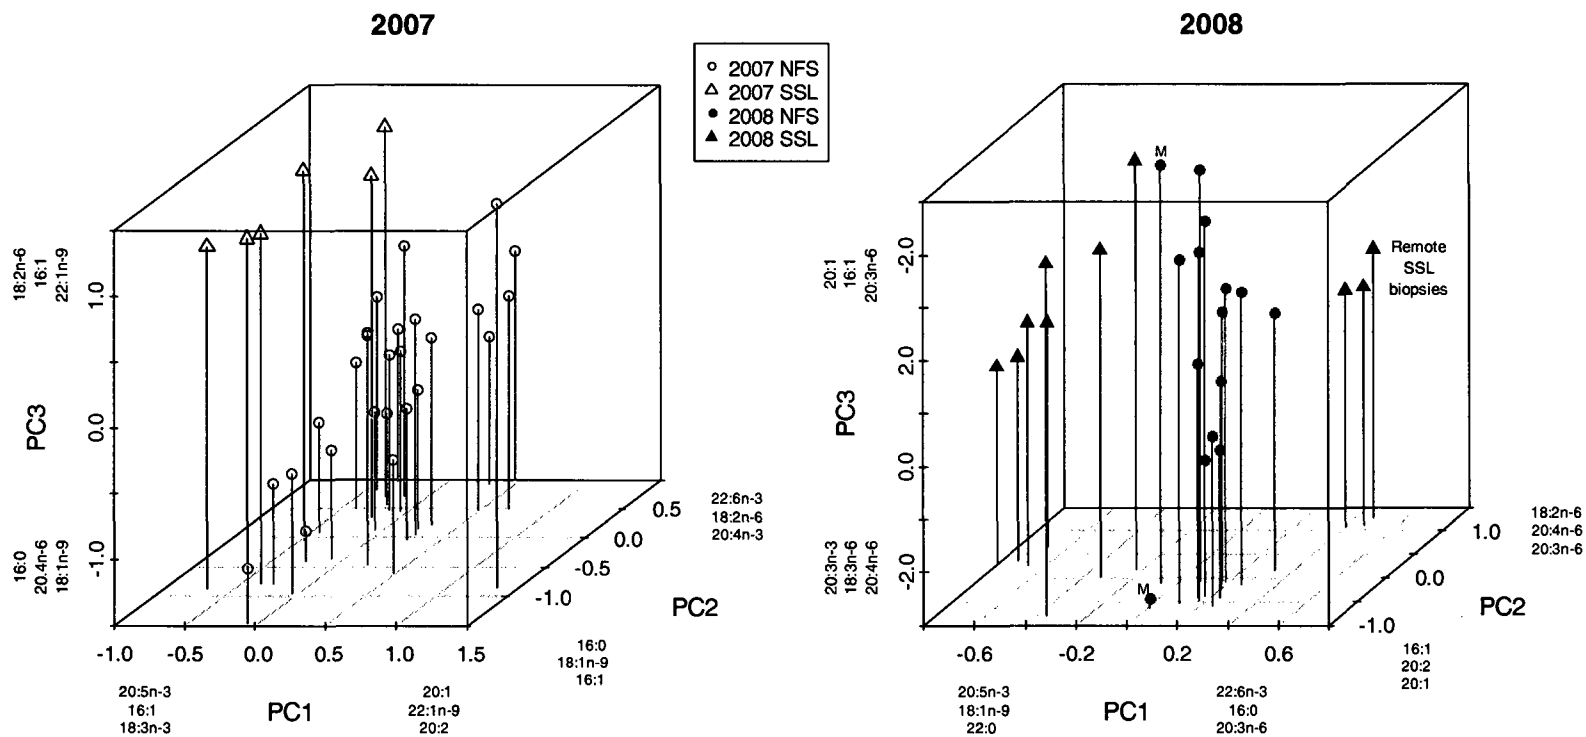 2007
2008
2007 NFS
2007 SSL
2008 NFS
2008 SSL
18:2n-6
16:1
22:1n-9
PC3
16:0
20.4n-6
18:1n-9
1.0
0.0
-1.0
-1.0 -0.5 0.0 0.5 1.0 1.5
20:5n-3
16:1
18:3n-3
PC1
20:1
22:1n-9
20:2
0.5
0.0
-0.5
-1.0
PC2
22:6n-3
18:2n-6
20:4n-3
16:0
18:1n-9
16:1
20:1
16:1
20:3n-6
PC3
20:3n-3
18:3n-6
20:4n-6
-2.0
2.0
0.0
-2.0
M
M
Remote
SSL
biopsies
-0.6 -0.2 0.2 0.6
20:5n-3
18:1n-9
22:0
PC1
22:6n-3
16:0
20:3n-6
1.0
0.0
-1.0
PC2
18:2n-6
20:4n-6
20:3n-6
16:1
20:2
20:1